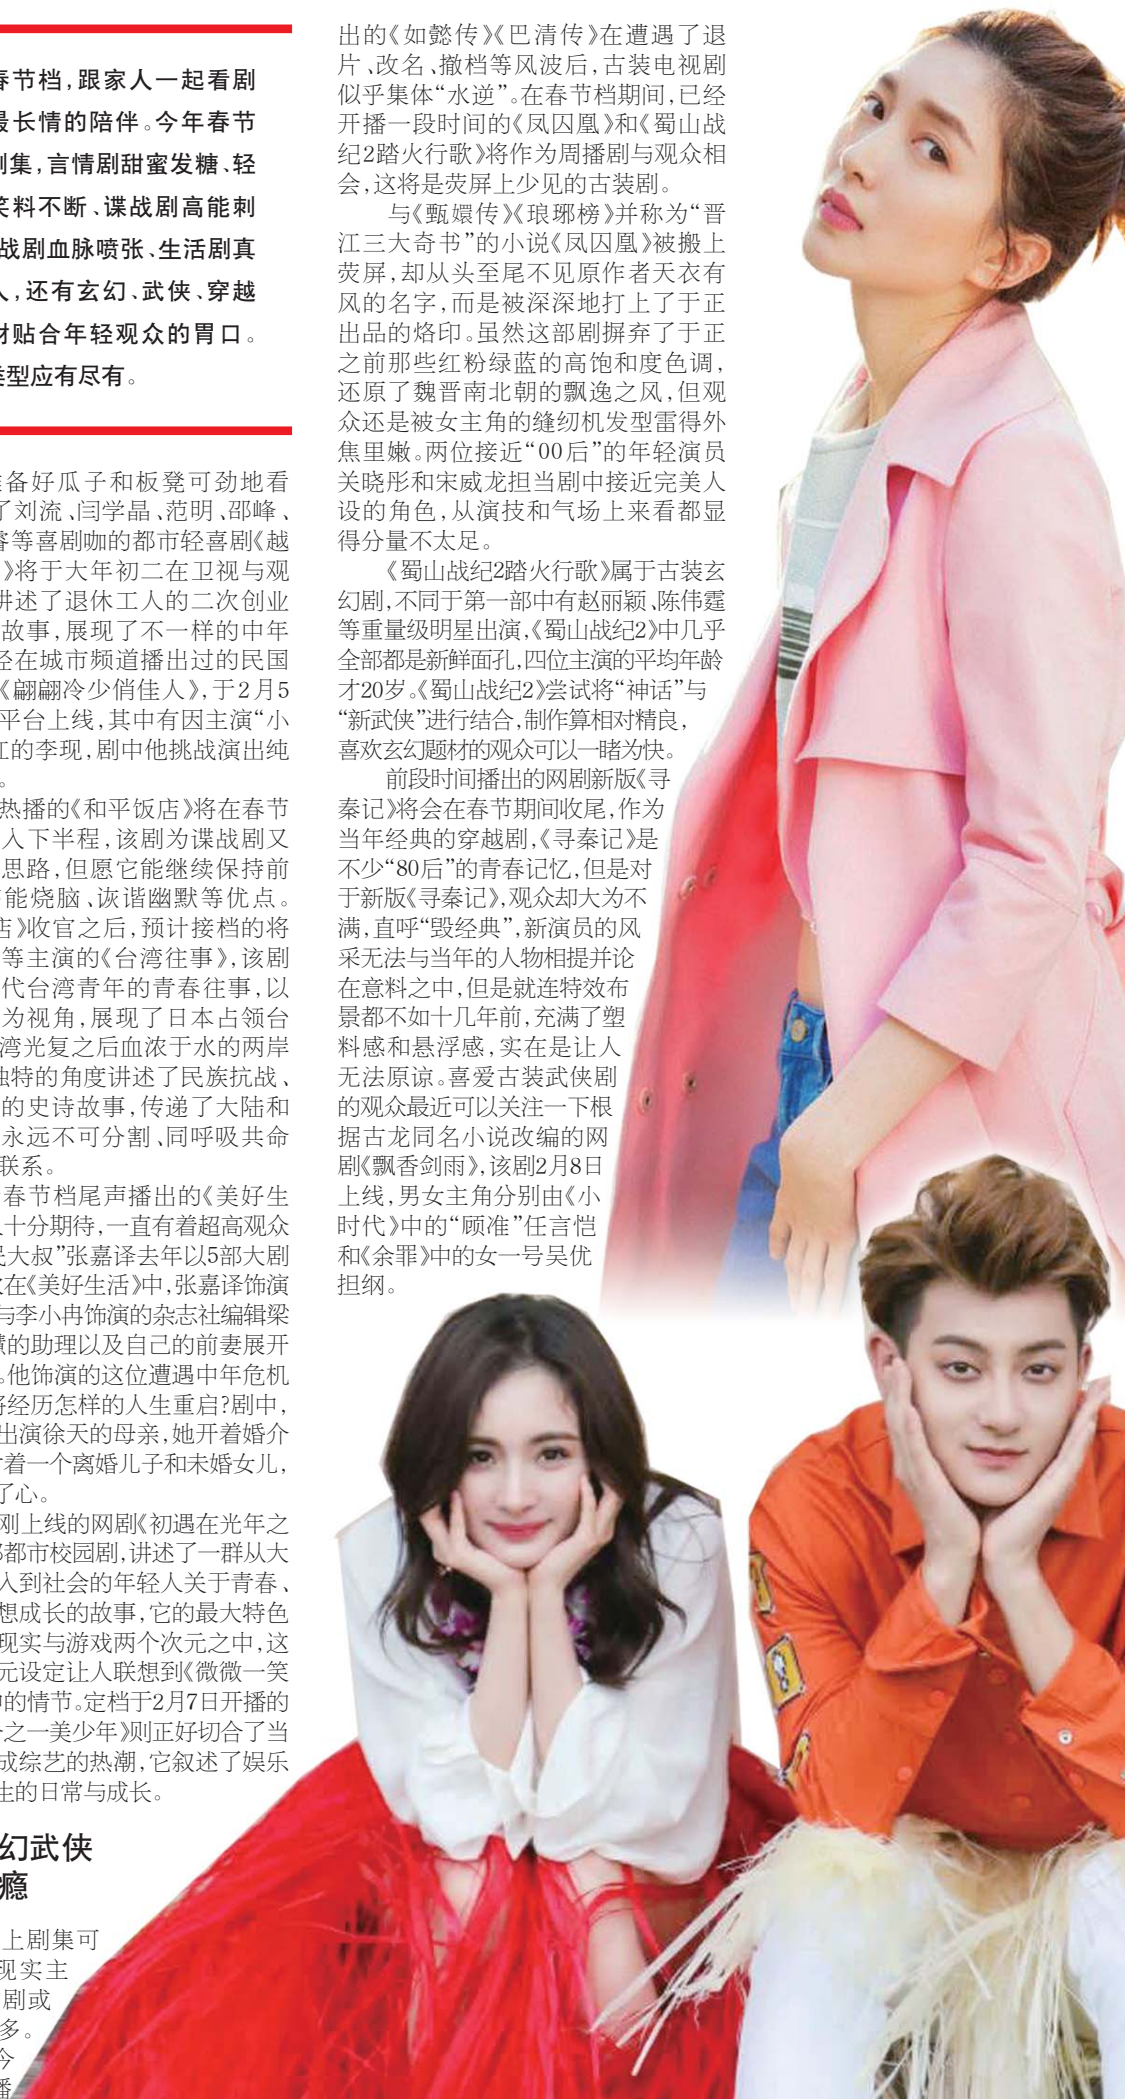 春节档,跟家人一起看剧
最长情的陪伴。今年春节
剧集,言情剧甜蜜发糖、轻
笑料不断、谍战剧高能刺
战剧血脉喷张、生活剧真
人,还有玄幻、武侠、穿越
材贴合年轻观众的胃口。
类型应有尽有。
准备好瓜子和板凳可劲地看
了刘流、闫学晶、范明、邵峰、
睿等喜剧咖的都市轻喜剧《越
》将于大年初二在卫视与观
讲述了退休工人的二次创业
故事,展现了不一样的中年
经在城市频道播出过的民国
《翩翩冷少俏佳人》,于2月5
平台上线,其中有因主演“小
红的李现,剧中他挑战演出纯
。
热播的《和平饭店》将在春节
入下半程,该剧为谍战剧又
思路,但愿它能继续保持前
能烧脑、诙谐幽默等优点。
店》收官之后,预计接档的将
等主演的《台湾往事》,该剧
代台湾青年的青春往事,以
为视角,展现了日本占领台
湾光复之后血浓于水的两岸
独特的角度讲述了民族抗战、
的史诗故事,传递了大陆和
永远不可分割、同呼吸共命
联系。
春节档尾声播出的《美好生
人十分期待,一直有着超高观众
民大叔”张嘉译去年以5部大剧
次在《美好生活》中,张嘉译饰演
与李小冉饰演的杂志社编辑梁
慧的助理以及自己的前妻展开
。他饰演的这位遭遇中年危机
将经历怎样的人生重启?剧中,
出演徐天的母亲,她开着婚介
对着一个离婚儿子和未婚女儿,
了心。
刚上线的网剧《初遇在光年之
部都市校园剧,讲述了一群从大
入到社会的年轻人关于青春、
想成长的故事,它的最大特色
现实与游戏两个次元之中,这
元设定让人联想到《微微一笑
中的情节。定档于2月7日开播的
分之一美少年》则正好切合了当
成综艺的热潮,它叙述了娱乐
生的日常与成长。
幻武侠
瘾
上剧集可
现实主
剧或
多。
今
播
出的《如懿传》《巴清传》在遭遇了退
片、改名、撤档等风波后,古装电视剧
似乎集体“水逆”。在春节档期间,已经
开播一段时间的《凤囚凰》和《蜀山战
纪2踏火行歌》将作为周播剧与观众相
会,这将是荧屏上少见的古装剧。
与《甄嬛传》《琅琊榜》并称为“晋
江三大奇书”的小说《凤囚凰》被搬上
荧屏,却从头至尾不见原作者天衣有
风的名字,而是被深深地打上了于正
出品的烙印。虽然这部剧摒弃了于正
之前那些红粉绿蓝的高饱和度色调,
还原了魏晋南北朝的飘逸之风,但观
众还是被女主角的缝纫机发型雷得外
焦里嫩。两位接近“00后”的年轻演员
关晓彤和宋威龙担当剧中接近完美人
设的角色,从演技和气场上来看都显
得分量不太足。
《蜀山战纪2踏火行歌》属于古装玄
幻剧,不同于第一部中有赵丽颖、陈伟霆
等重量级明星出演,《蜀山战纪2》中几乎
全部都是新鲜面孔,四位主演的平均年龄
才20岁。《蜀山战纪2》尝试将“神话”与
“新武侠”进行结合,制作算相对精良,
喜欢玄幻题材的观众可以一睹为快。
前段时间播出的网剧新版《寻
秦记》将会在春节期间收尾,作为
当年经典的穿越剧,《寻秦记》是
不少“80后”的青春记忆,但是对
于新版《寻秦记》,观众却大为不
满,直呼“毁经典”,新演员的风
采无法与当年的人物相提并论
在意料之中,但是就连特效布
景都不如十几年前,充满了塑
料感和悬浮感,实在是让人
无法原谅。喜爱古装武侠剧
的观众最近可以关注一下根
据古龙同名小说改编的网
剧《飘香剑雨》,该剧2月8日
上线,男女主角分别由《小
时代》中的“顾准”任言恺
和《余罪》中的女一号吴优
担纲。